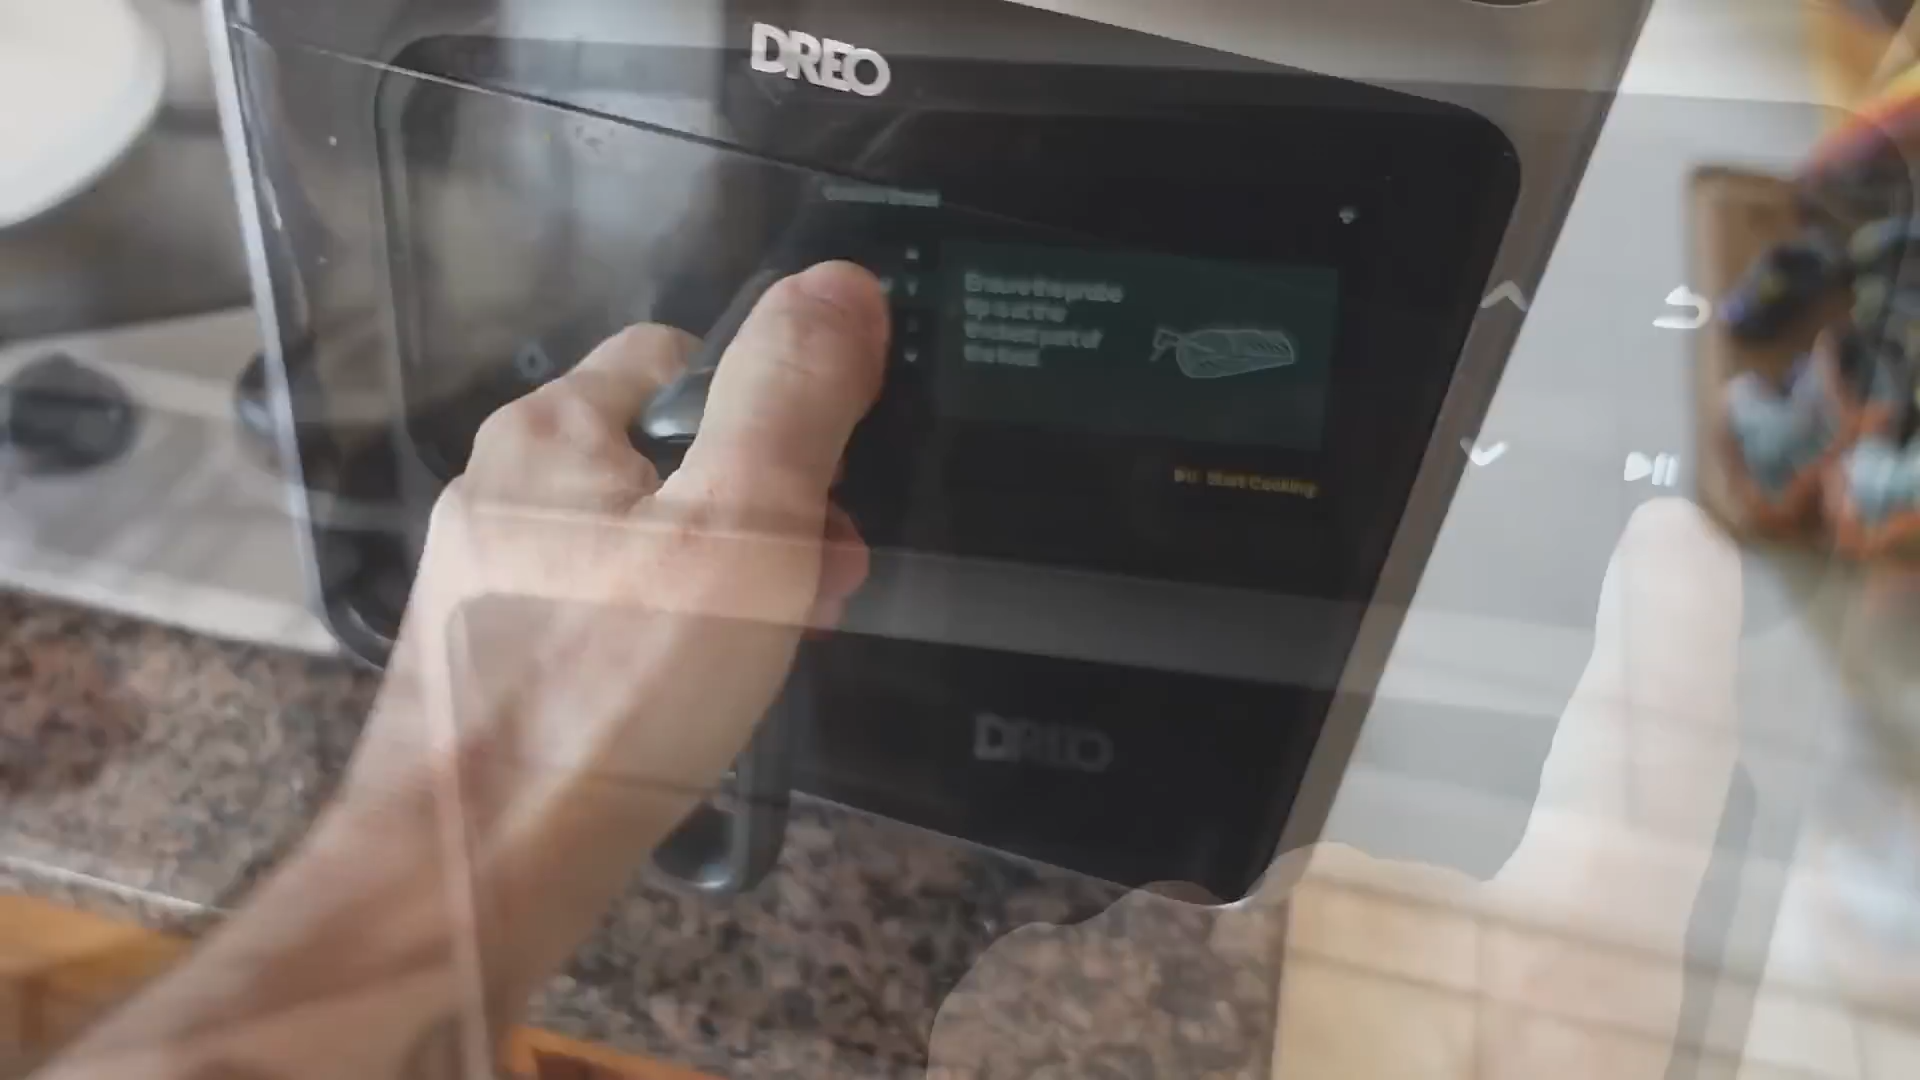 DREO
Ensure the probe
tip is at the
thickest part of
the food.
Start Cooking
DREO